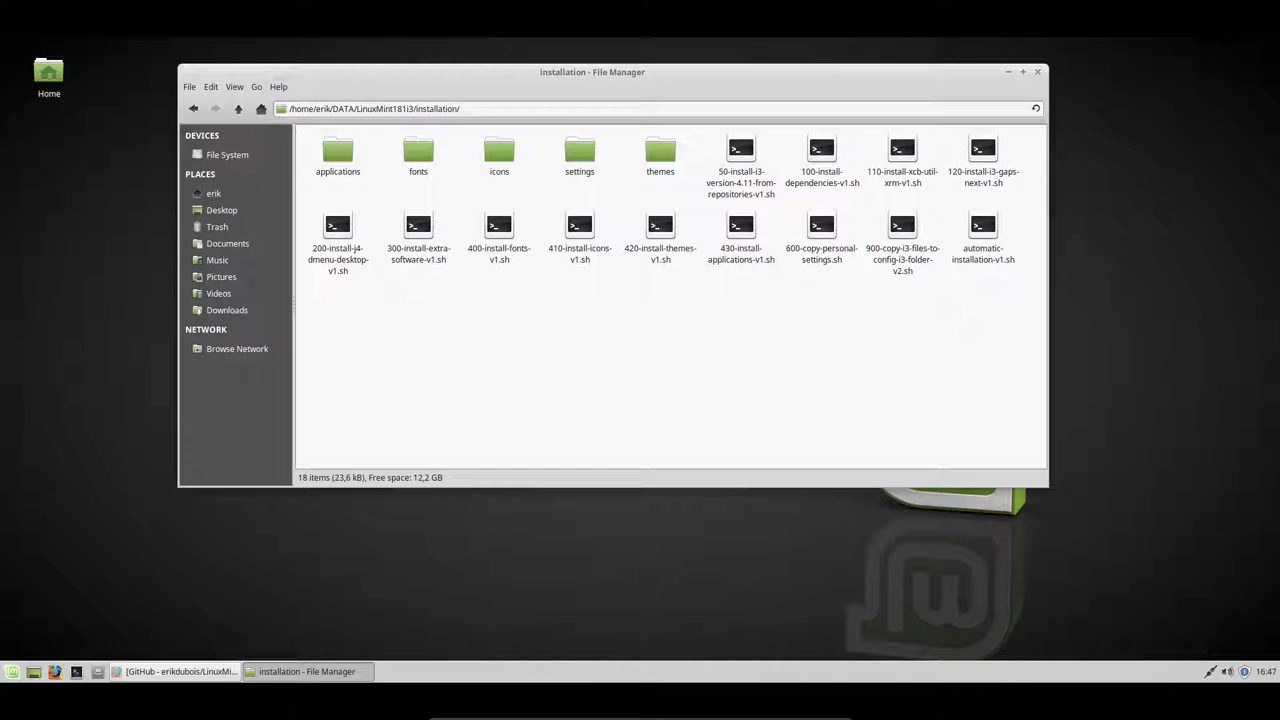 installation - File Manager
Home
File Edit View Go Help
/home/erik/DATA/LinuxMint181i3/installation/
DEVICES
File System
PLACES
erik
Desktop
Trash
Documents
Music
Pictures
Videos
Downloads
NETWORK
Browse Network
applications
fonts
icons
settings
themes
50-install-i3-
version-4.11-from-
repositories-v1.sh
100-install-
dependencies-v1.sh
110-install-xcb-util-
xrm-v1.sh
120-install-i3-gaps-
next-v1.sh
200-install-j4-
dmenu-desktop-
v1.sh
300-install-extra-
software-v1.sh
400-install-fonts-
v1.sh
410-install-icons-
v1.sh
420-install-themes-
v1.sh
430-install-
applications-v1.sh
600-copy-personal-
settings.sh
900-copy-i3-files-to-
config-i3-folder-
v2.sh
automatic-
installation-v1.sh
18 items (23,6 kB), Free space: 12,2 GB
[GitHub - erikdubois/LinuxMi...
installation - File Manager
16:47